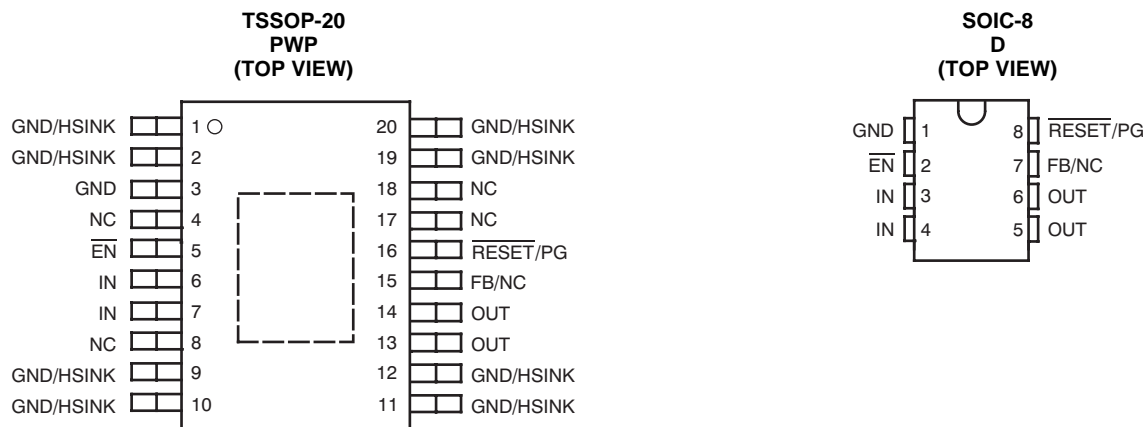 TSSOP-20
PWP
(TOP VIEW)
GND/HSINK 1 20 GND/HSINK
GND/HSINK 2 19 GND/HSINK
GND 3 18 NC
NC 4 17 NC
EN 5 16 RESET/PG
IN 6 15 FB/NC
IN 7 14 OUT
NC 8 13 OUT
GND/HSINK 9 12 GND/HSINK
GND/HSINK 10 11 GND/HSINK
SOIC-8
D
(TOP VIEW)
GND 1 8 RESET/PG
EN 2 7 FB/NC
IN 3 6 OUT
IN 4 5 OUT